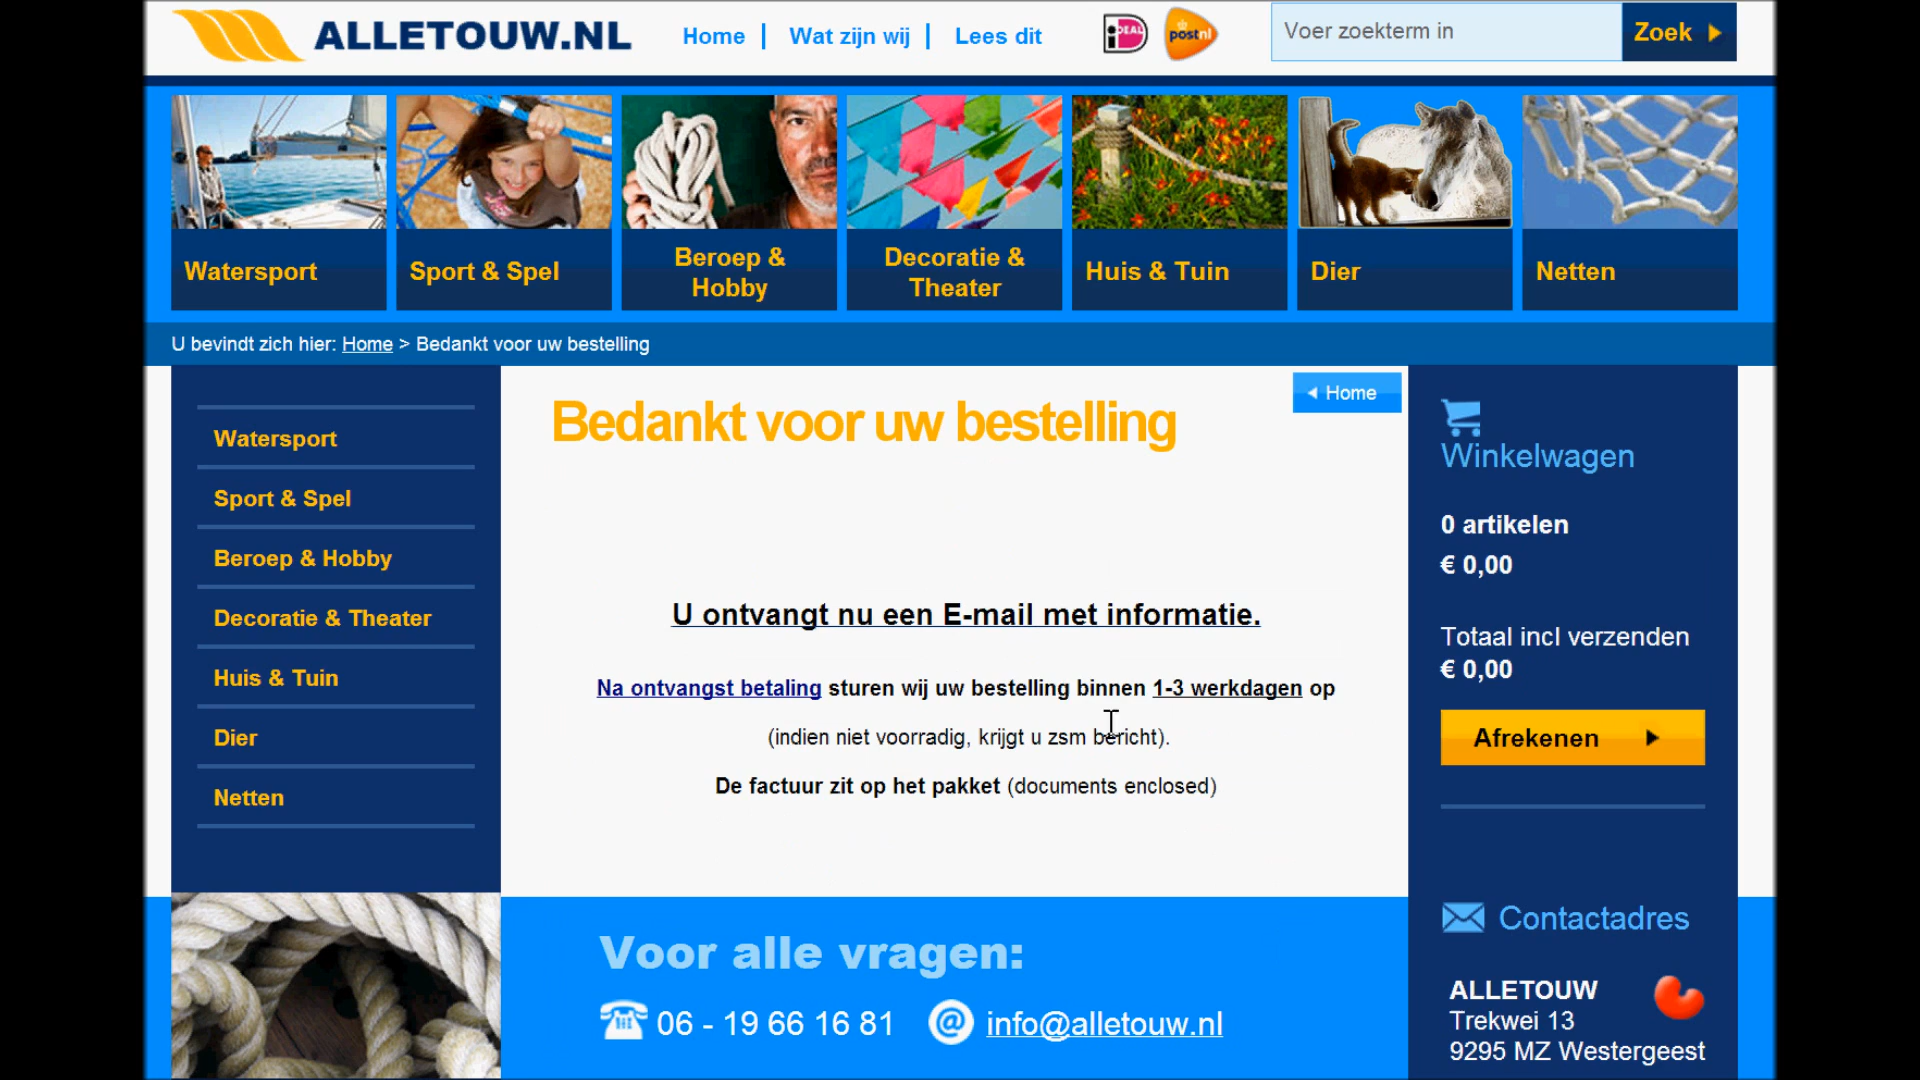 ALLETOUW.NL
Home | Wat zijn wij | Lees dit
iDEAL
postnl
Voer zoekterm in
Zoek
Watersport
Sport & Spel
Beroep &
Hobby
Decoratie &
Theater
Huis & Tuin
Dier
Netten
U bevindt zich hier: Home > Bedankt voor uw bestelling
Watersport
Sport & Spel
Beroep & Hobby
Decoratie & Theater
Huis & Tuin
Dier
Netten
Home
Bedankt voor uw bestelling
U ontvangt nu een E-mail met informatie.
Na ontvangst betaling sturen wij uw bestelling binnen 1-3 werkdagen op
(indien niet voorradig, krijgt u zsm bericht).
De factuur zit op het pakket (documents enclosed)
Voor alle vragen:
06 - 19 66 16 81
@ info@alletouw.nl
Winkelwagen
0 artikelen
€ 0,00
Totaal incl verzenden
€ 0,00
Afrekenen
Contactadres
ALLETOUW
Trekwei 13
9295 MZ Westergeest